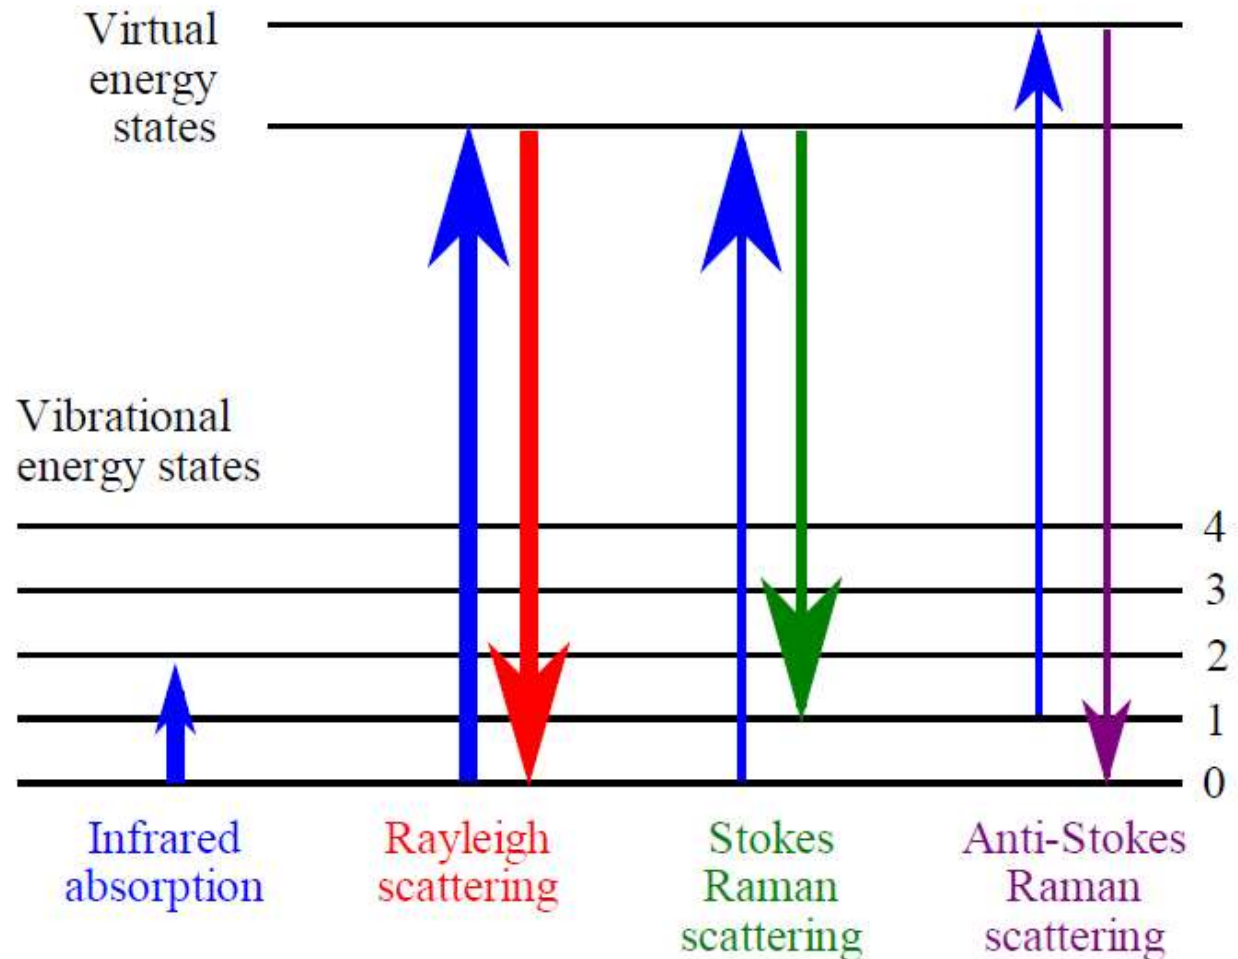 Virtual
energy
states
Vibrational
energy states
4
3
2
1
0
Infrared
absorption
Rayleigh
scattering
Stokes
Raman
scattering
Anti-Stokes
Raman
scattering